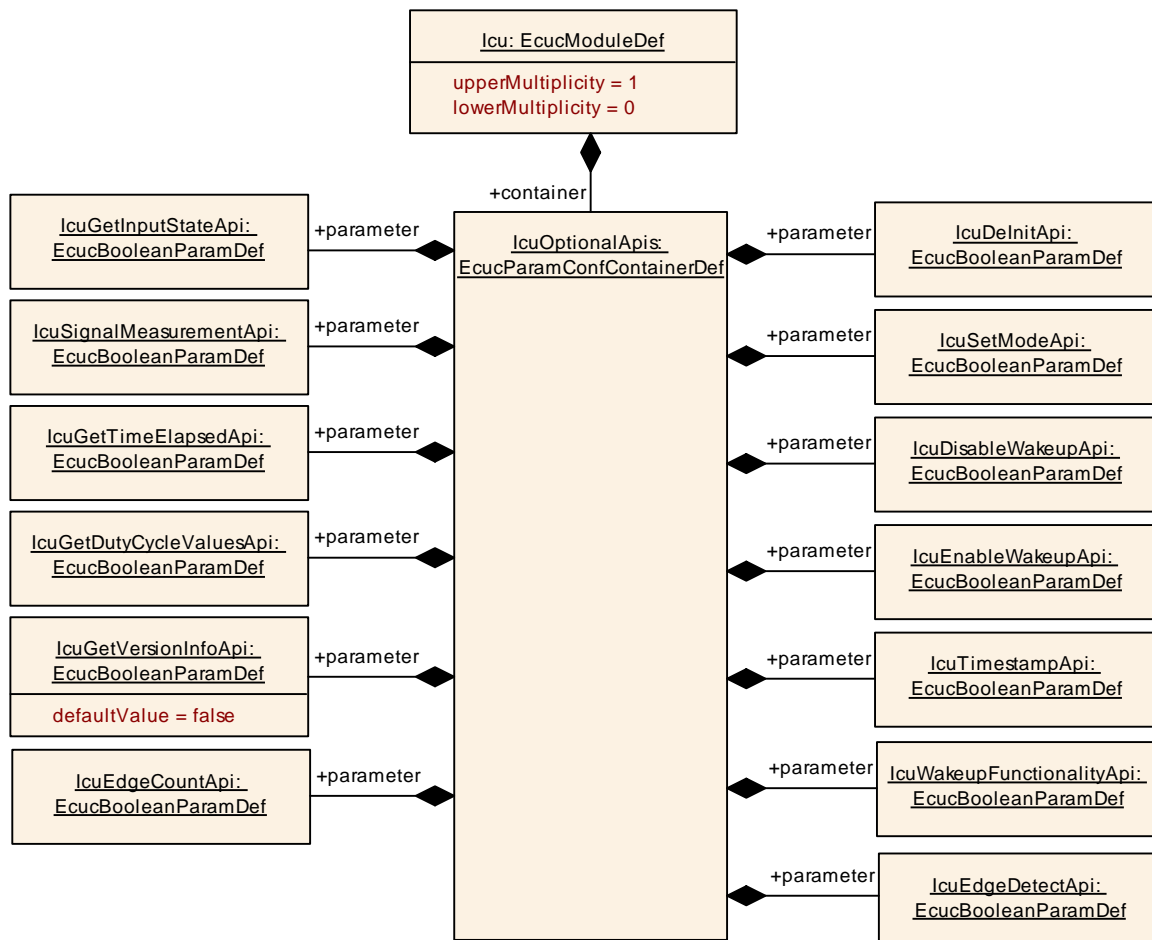 Icu: EcucModuleDef
upperMultiplicity = 1
lowerMultiplicity = 0
+container
IcuOptionalApis:
EcucParamConfContainerDef
IcuGetInputStateApi:
EcucBooleanParamDef
+parameter
IcuSignalMeasurementApi:
EcucBooleanParamDef
+parameter
IcuGetTimeElapsedApi:
EcucBooleanParamDef
+parameter
IcuGetDutyCycleValuesApi:
EcucBooleanParamDef
+parameter
IcuGetVersionInfoApi:
EcucBooleanParamDef
defaultValue = false
+parameter
IcuEdgeCountApi:
EcucBooleanParamDef
+parameter
+parameter
IcuDeInitApi:
EcucBooleanParamDef
+parameter
IcuSetModeApi:
EcucBooleanParamDef
+parameter
IcuDisableWakeupApi:
EcucBooleanParamDef
+parameter
IcuEnableWakeupApi:
EcucBooleanParamDef
+parameter
IcuTimestampApi:
EcucBooleanParamDef
+parameter
IcuWakeupFunctionalityApi:
EcucBooleanParamDef
+parameter
IcuEdgeDetectApi:
EcucBooleanParamDef